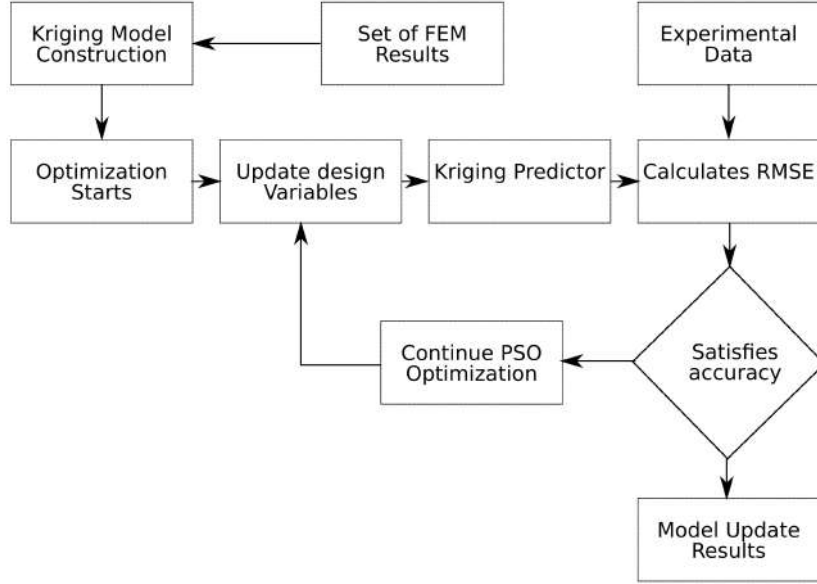 Kriging Model
Construction
Set of FEM
Results
Experimental
Data
Optimization
Starts
Update design
Variables
Kriging Predictor
Calculates RMSE
Continue PSO
Optimization
Satisfies
accuracy
Model Update
Results